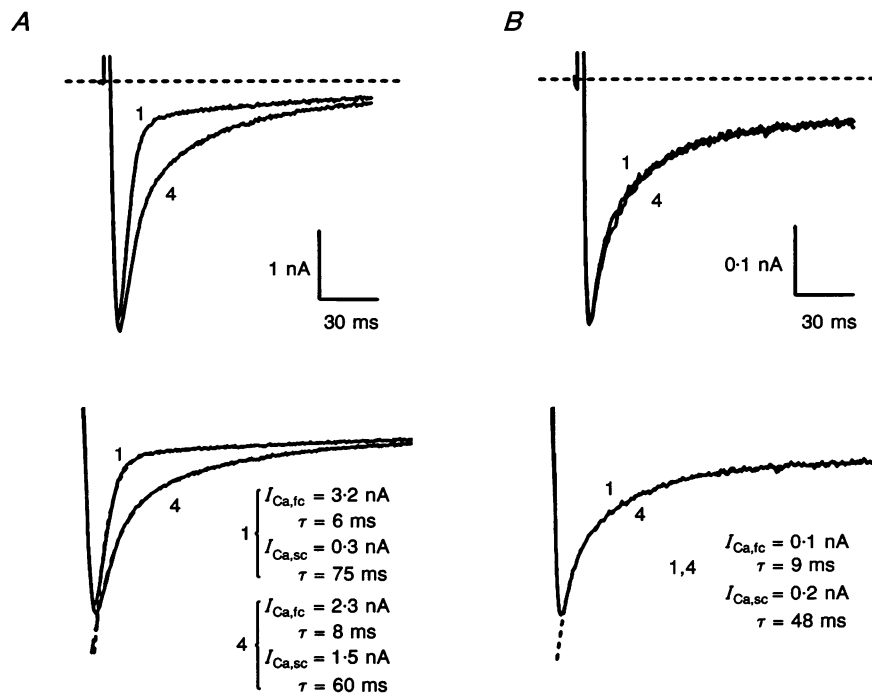 A
B
1
4
1 nA
30 ms
1
4
0·1 nA
30 ms
1
4
1
I_Ca,fc = 3·2 nA
τ = 6 ms
I_Ca,sc = 0·3 nA
τ = 75 ms
4
I_Ca,fc = 2·3 nA
τ = 8 ms
I_Ca,sc = 1·5 nA
τ = 60 ms
1
4
1,4
I_Ca,fc = 0·1 nA
τ = 9 ms
I_Ca,sc = 0·2 nA
τ = 48 ms